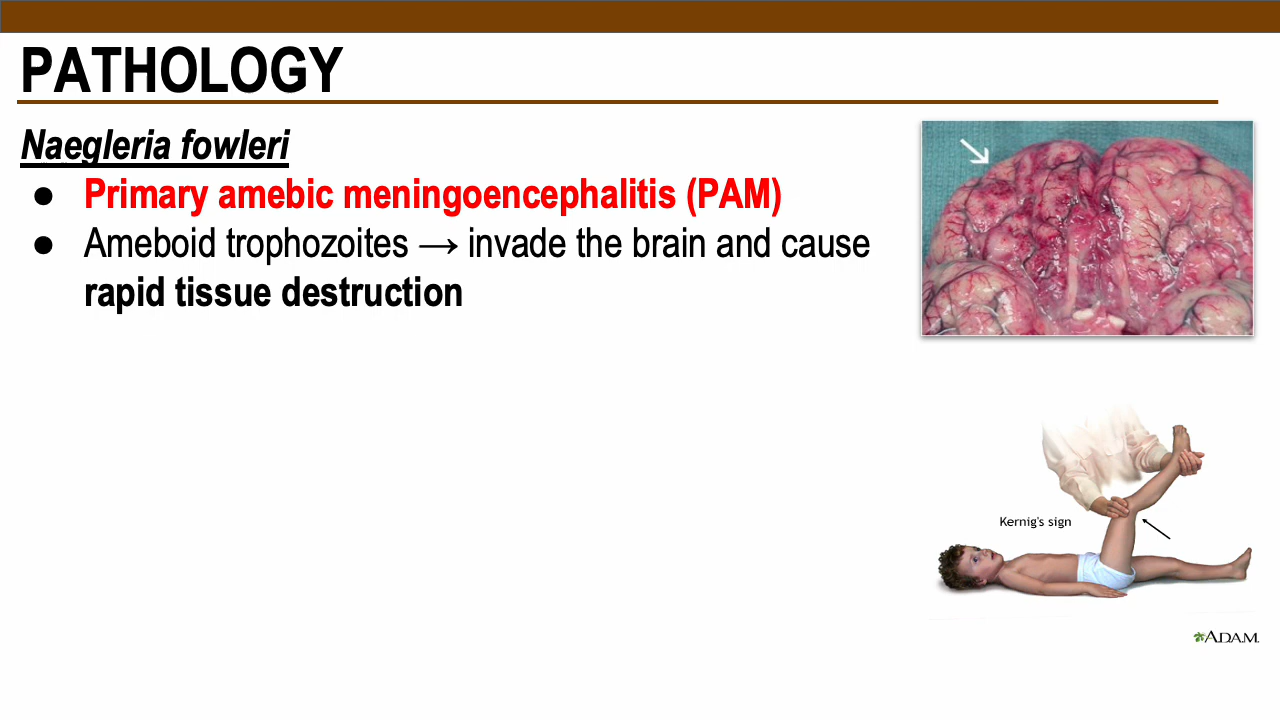 PATHOLOGY
Naegleria fowleri
● Primary amebic meningoencephalitis (PAM)
● Ameboid trophozoites → invade the brain and cause
rapid tissue destruction
Kernig's sign
A.D.A.M.